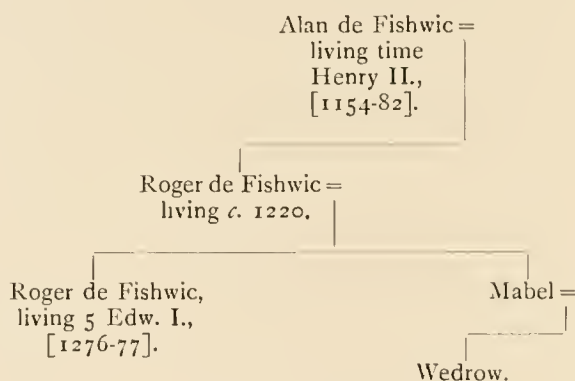 Alan de Fishwic =
living time
Henry II.,
[1154-82].
Roger de Fishwic =
living c. 1220.
Roger de Fishwic,
living 5 Edw. I.,
[1276-77].
Mabel =
Wedrow.